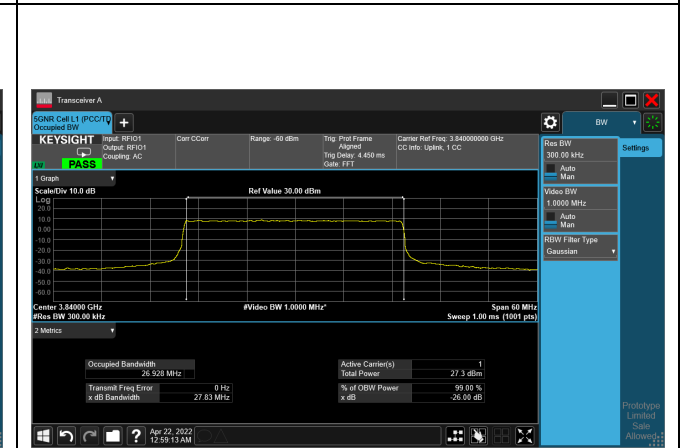 Transceiver A
5GNR Cell L1 (PCC/TD
Occupied BW
BW
KEYSIGHT
Input: RFIO1
Output: RFIO1
Coupling: AC
Corr CCorr
Range: -60 dBm
Trig: Prot Frame
Aligned
Trig Delay: 4.450 ms
Gate: FFT
Carrier Ref Freq: 3.840000000 GHz
CC Info: Uplink, 1 CC
PASS
1 Graph
Scale/Div 10.0 dB
Ref Value 30.00 dBm
Log
20.0
10.0
0.00
-10.0
-20.0
-30.0
-40.0
-50.0
-60.0
Center 3.84000 GHz
#Video BW 1.0000 MHz*
Span 60 MHz
#Res BW 300.00 kHz
Sweep 1.00 ms (1001 pts)
2 Metrics
Occupied Bandwidth
26.928 MHz
Transmit Freq Error 0 Hz
x dB Bandwidth 27.83 MHz
Active Carrier(s) 1
Total Power 27.3 dBm
% of OBW Power 99.00 %
x dB -26.00 dB
Res BW
300.00 kHz
Auto
Man
Video BW
1.0000 MHz
Auto
Man
RBW Filter Type
Gaussian
Settings
Prototype
Limited
Sale
Allowed
Apr 22, 2022
12:59:13 AM